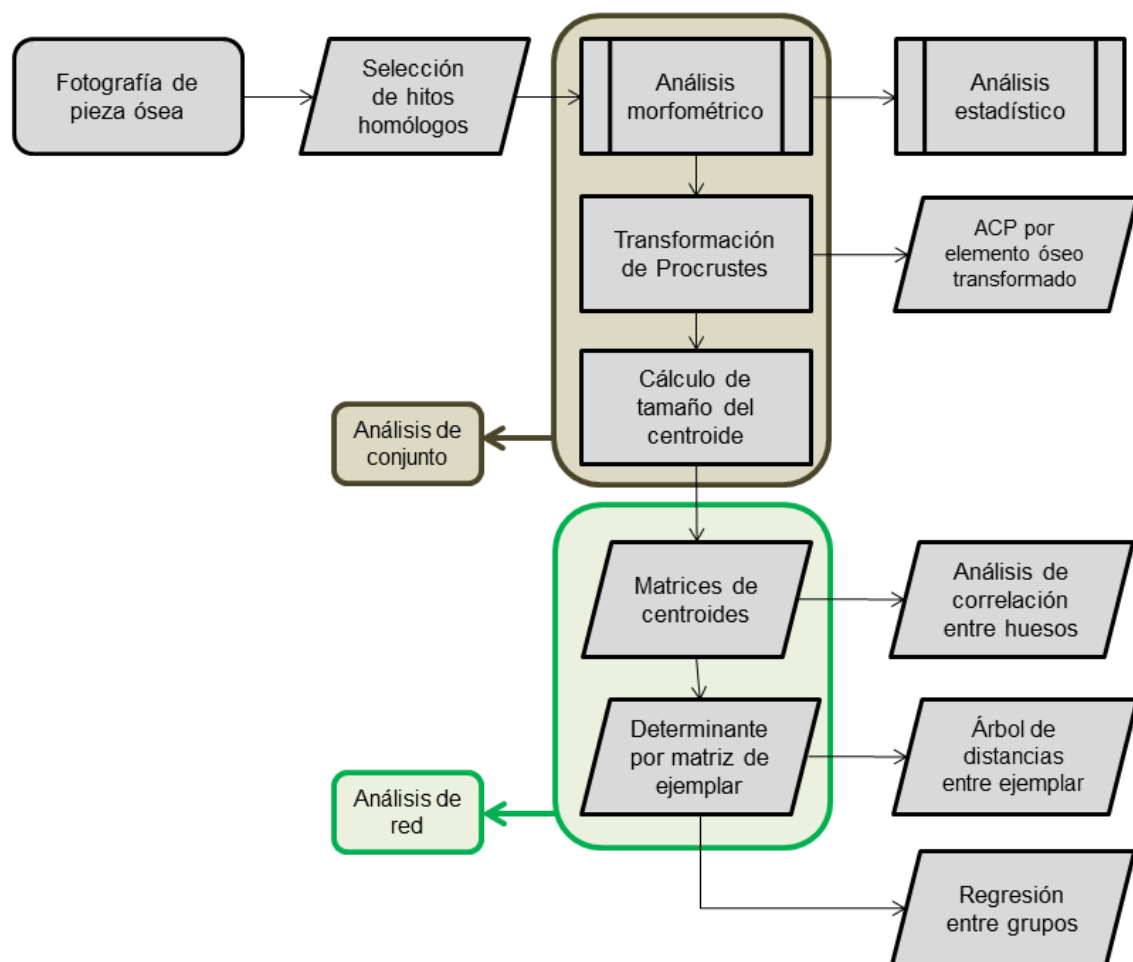 Fotografía de
pieza ósea
Selección
de hitos
homólogos
Análisis
morfométrico
Análisis
estadístico
Transformación
de Procrustes
ACP por
elemento óseo
transformado
Cálculo de
tamaño del
centroide
Análisis de
conjunto
Matrices de
centroides
Análisis de
correlación
entre huesos
Determinante
por matriz de
ejemplar
Árbol de
distancias
entre ejemplar
Análisis de
red
Regresión
entre grupos